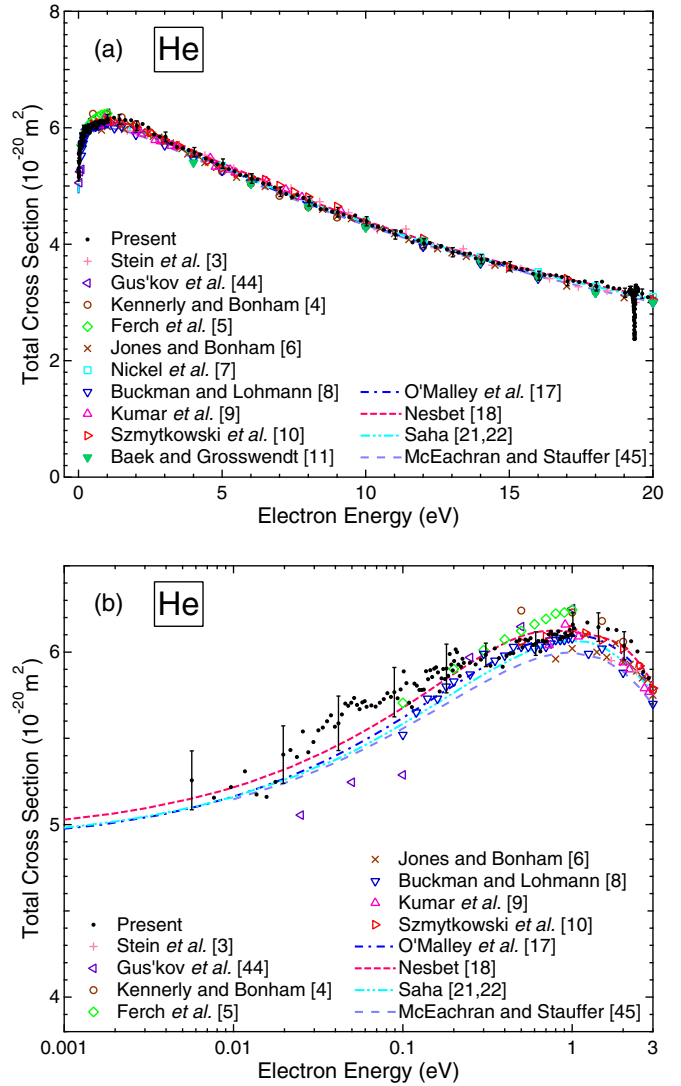 (a) He
8
6
4
2
0
Total Cross Section (10⁻²⁰ m²)
Present
Stein et al. [3]
Gus'kov et al. [44]
Kennerly and Bonham [4]
Ferch et al. [5]
Jones and Bonham [6]
Nickel et al. [7]
Buckman and Lohmann [8]
Kumar et al. [9]
Szmytkowski et al. [10]
Baek and Grosswendt [11]
O'Malley et al. [17]
Nesbet [18]
Saha [21,22]
McEachran and Stauffer [45]
0 5 10 15 20
Electron Energy (eV)
(b) He
6
5
4
Total Cross Section (10⁻²⁰ m²)
Present
Stein et al. [3]
Gus'kov et al. [44]
Kennerly and Bonham [4]
Ferch et al. [5]
Jones and Bonham [6]
Buckman and Lohmann [8]
Kumar et al. [9]
Szmytkowski et al. [10]
O'Malley et al. [17]
Nesbet [18]
Saha [21,22]
McEachran and Stauffer [45]
0.001 0.01 0.1 1 3
Electron Energy (eV)